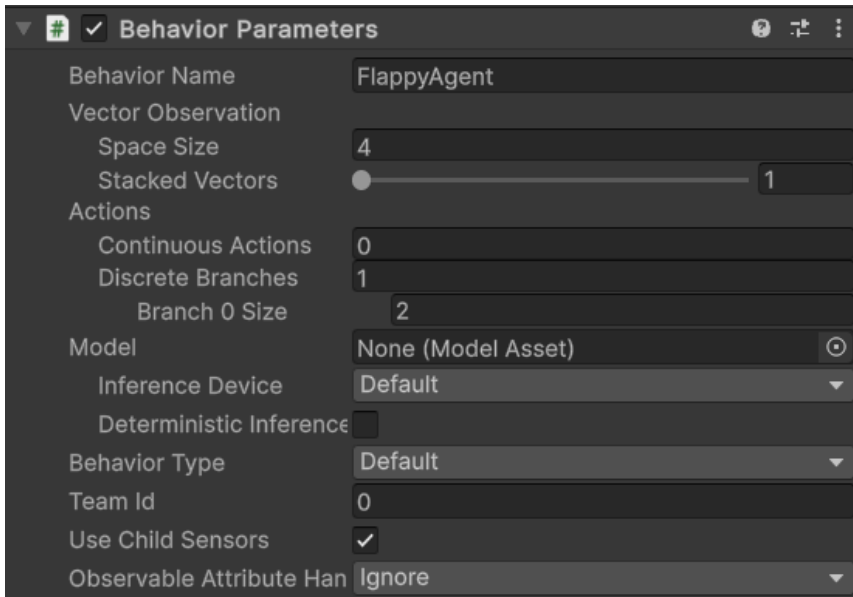 # Behavior Parameters
Behavior Name FlappyAgent
Vector Observation
Space Size 4
Stacked Vectors 1
Actions
Continuous Actions 0
Discrete Branches 1
Branch 0 Size 2
Model None (Model Asset)
Inference Device Default
Deterministic Inference
Behavior Type Default
Team Id 0
Use Child Sensors
Observable Attribute Han Ignore